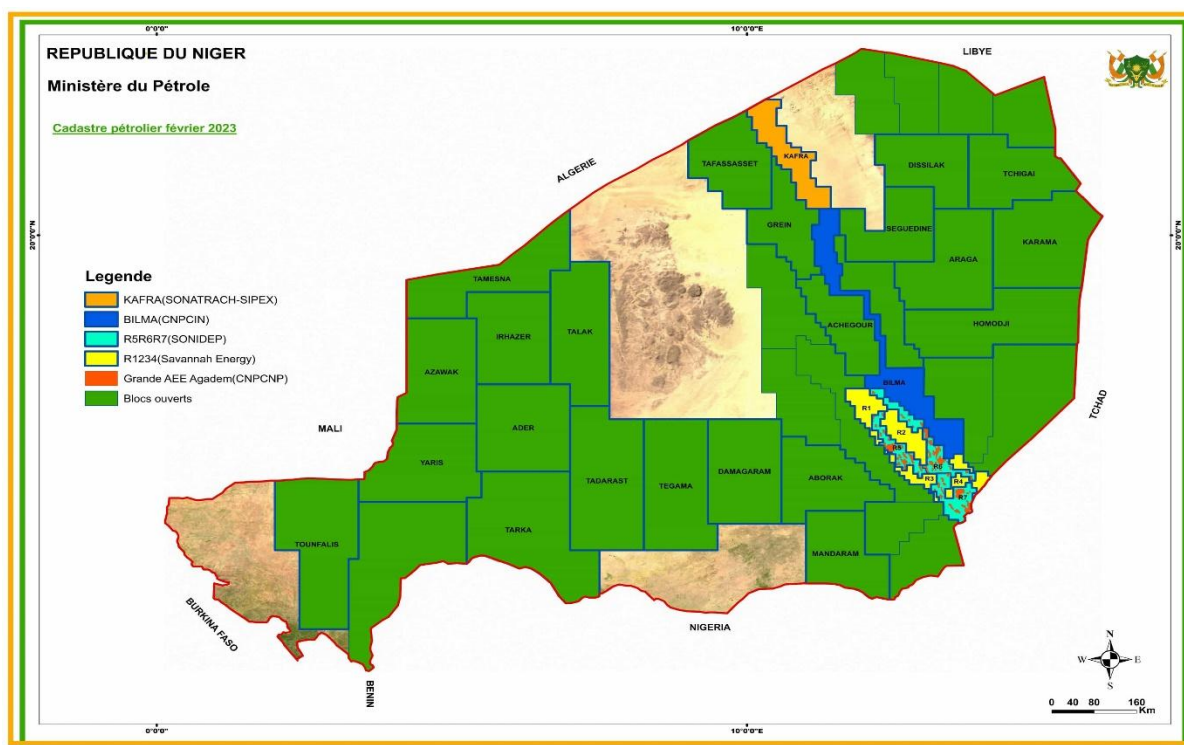 0°0'0"
10°0'0"E
REPUBLIQUE DU NIGER
Ministère du Pétrole
Cadastre pétrolier février 2023
LIBYE
ALGERIE
KAFRA
TAFASSASSET
DISSILAK
TCHIGAI
20°0'0"N
20°0'0"N
GREIN
SEGUEDINE
KARAMA
ARAGA
Legende
KAFRA(SONATRACH-SIPEX)
BILMA(CNPCIN)
R5R6R7(SONIDEP)
R1234(Savannah Energy)
Grande AEE Agadem(CNPCNP)
Blocs ouverts
TAMESNA
IRHAZER
TALAK
ACHEGOUR
HOMODJI
AZAWAK
BILMA
TCHAD
MALI
ADER
R1
R2
R5
YARIS
R6
TADARAST
TEGAMA
DAMAGARAM
ABORAK
R3
R4
R7
TOUNFALIS
TARKA
MANDARAM
BURKINA FASO
NIGERIA
BENIN
N
W
E
S
0 40 80 160
Km
0°0'0"
10°0'0"E